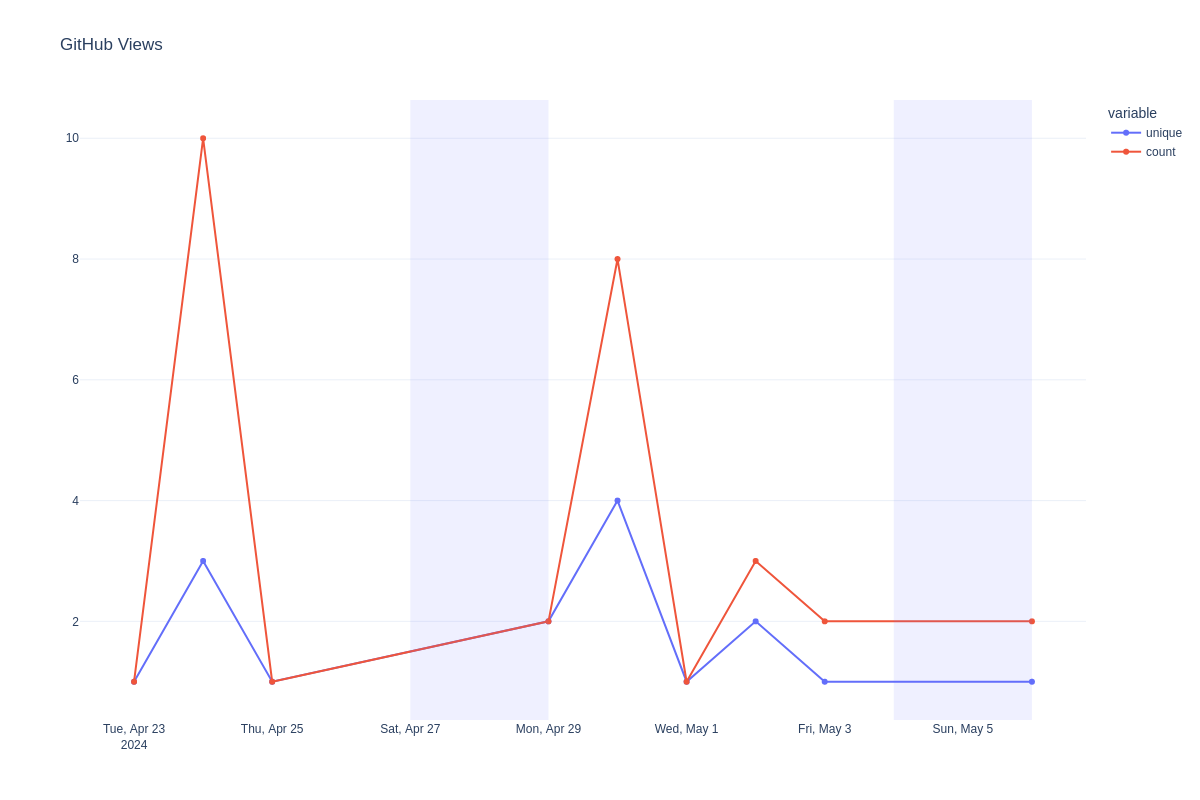 GitHub Views
variable
unique
count
10
8
6
4
2
Tue, Apr 23
2024
Thu, Apr 25
Sat, Apr 27
Mon, Apr 29
Wed, May 1
Fri, May 3
Sun, May 5